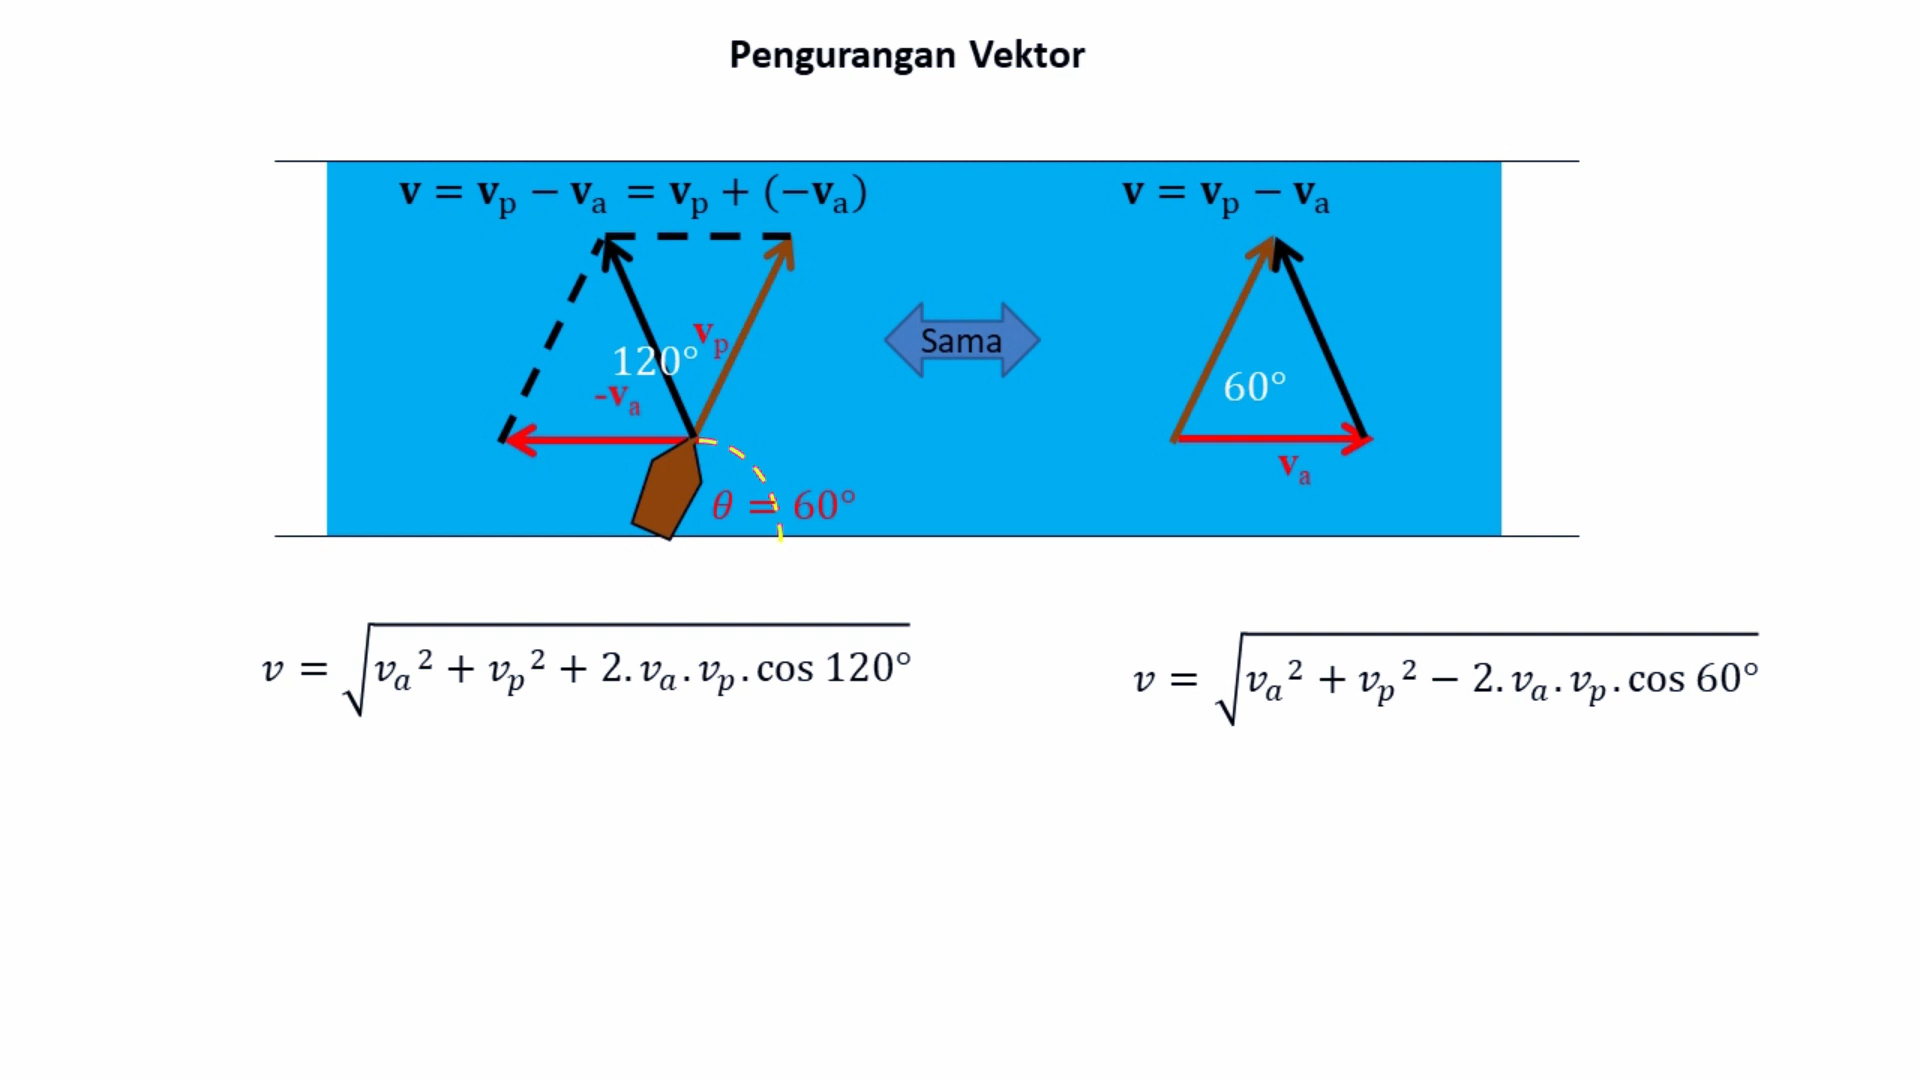 Pengurangan Vektor
v = vₚ − vₐ = vₚ + (−vₐ)
v = vₚ − vₐ
vₚ
120°
-vₐ
Sama
60°
vₐ
θ = 60°
v = √(vₐ² + vₚ² + 2. vₐ. vₚ. cos 120°)
v = √(vₐ² + vₚ² − 2. vₐ. vₚ. cos 60°)